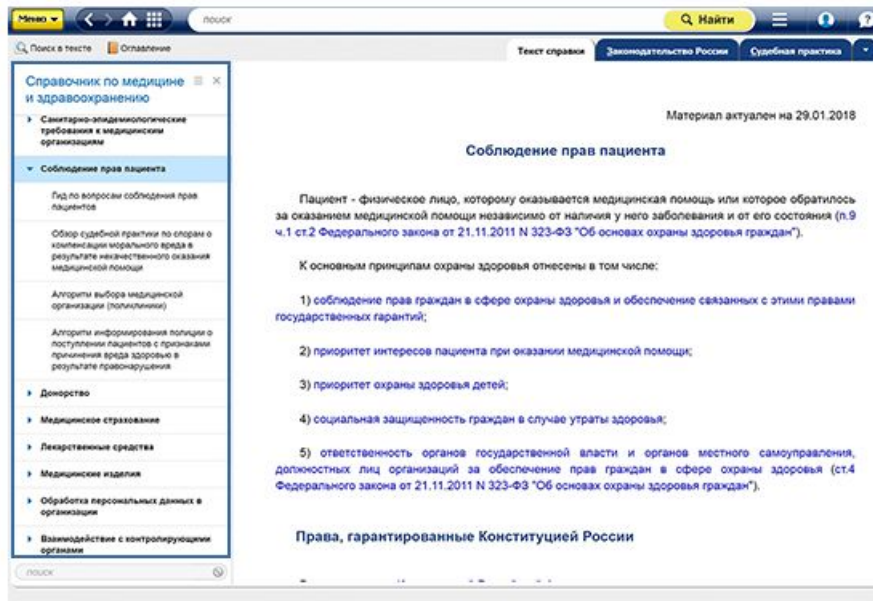 Меню
поиск
Найти
Поиск в тексте
Оглавление
Текст справки
Законодательство России
Судебная практика
Справочник по медицине
и здравоохранению
Санитарно-эпидемиологические
требования к медицинским
организациям
Соблюдение прав пациента
Гид по вопросам соблюдения прав
пациентов
Обзор судебной практики по спорам о
компенсации морального вреда в
результате некачественного оказания
медицинской помощи
Алгоритм выбора медицинской
организации (поликлиники)
Алгоритм информирования полиции о
поступлении пациентов с признаками
причинения вреда здоровью в
результате правонарушения
Донорство
Медицинское страхование
Лекарственные средства
Медицинские изделия
Обработка персональных данных в
организации
Взаимодействие с контролирующими
органами
поиск
Материал актуален на 29.01.2018
Соблюдение прав пациента
Пациент - физическое лицо, которому оказывается медицинская помощь или которое обратилось
за оказанием медицинской помощи независимо от наличия у него заболевания и от его состояния (п.9
ч.1 ст.2 Федерального закона от 21.11.2011 N 323-ФЗ "Об основах охраны здоровья граждан").
К основным принципам охраны здоровья отнесены в том числе:
1) соблюдение прав граждан в сфере охраны здоровья и обеспечение связанных с этими правами
государственных гарантий;
2) приоритет интересов пациента при оказании медицинской помощи;
3) приоритет охраны здоровья детей;
4) социальная защищенность граждан в случае утраты здоровья;
5) ответственность органов государственной власти и органов местного самоуправления,
должностных лиц организаций за обеспечение прав граждан в сфере охраны здоровья (ст.4
Федерального закона от 21.11.2011 N 323-ФЗ "Об основах охраны здоровья граждан").
Права, гарантированные Конституцией России